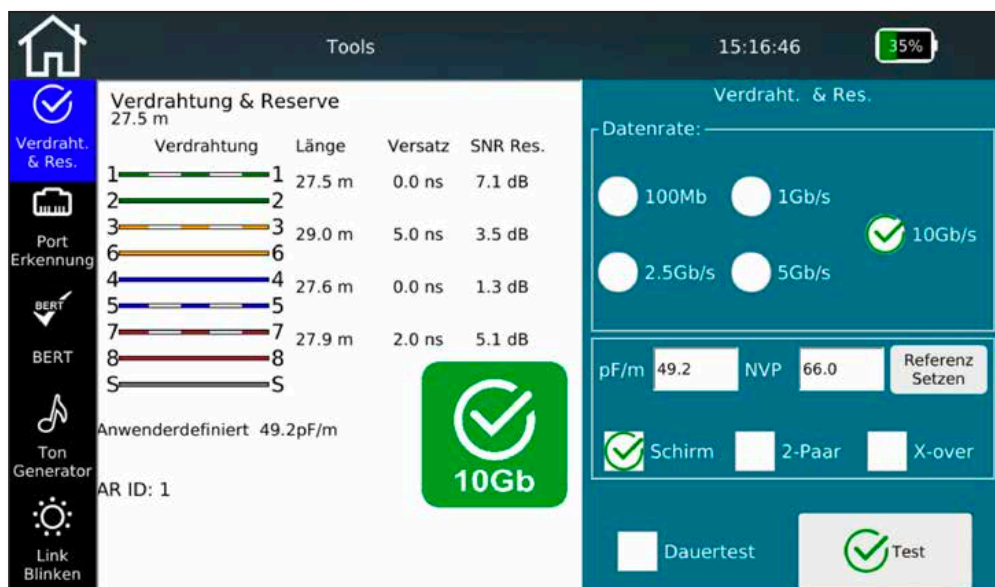 Tools
15:16:46
35%
Verdraht.
& Res.
Port
Erkennung
BERT
BERT
Ton
Generator
Link
Blinken
Verdrahtung & Reserve
27.5 m
Verdrahtung Länge Versatz SNR Res.
1 1 27.5 m 0.0 ns 7.1 dB
2 2
3 3 29.0 m 5.0 ns 3.5 dB
6 6
4 4 27.6 m 0.0 ns 1.3 dB
5 5
7 7 27.9 m 2.0 ns 5.1 dB
8 8
S S
Anwenderdefiniert 49.2pF/m
AR ID: 1
10Gb
Verdraht. & Res.
Datenrate:
100Mb 1Gb/s
10Gb/s
2.5Gb/s 5Gb/s
pF/m 49.2 NVP 66.0 Referenz
Setzen
Schirm 2-Paar X-over
Dauertest Test